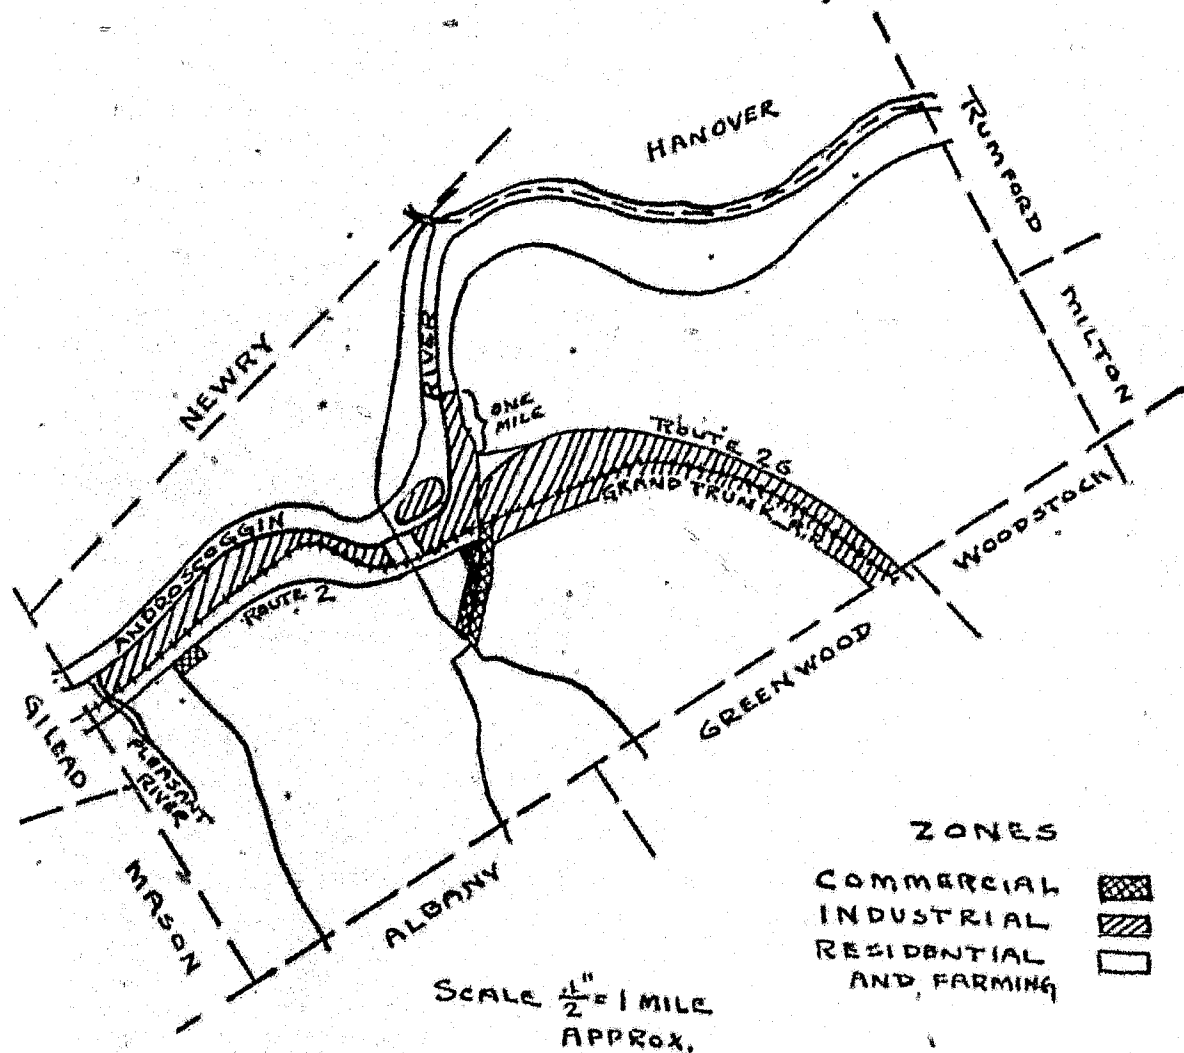 HANOVER
RUMFORD
MILTON
NEWRY
RIVER
ONE
MILE
ROUTE 26
GRAND TRUNK R.R.
WOODSTOCK
ANDROSCOGGIN
ROUTE 2
GILEAD
PLEASANT
RIVER
GREENWOOD
MASON
ALBANY
ZONES
COMMERCIAL
INDUSTRIAL
RESIDENTIAL
AND FARMING
SCALE 1/2" = 1 MILE
APPROX.